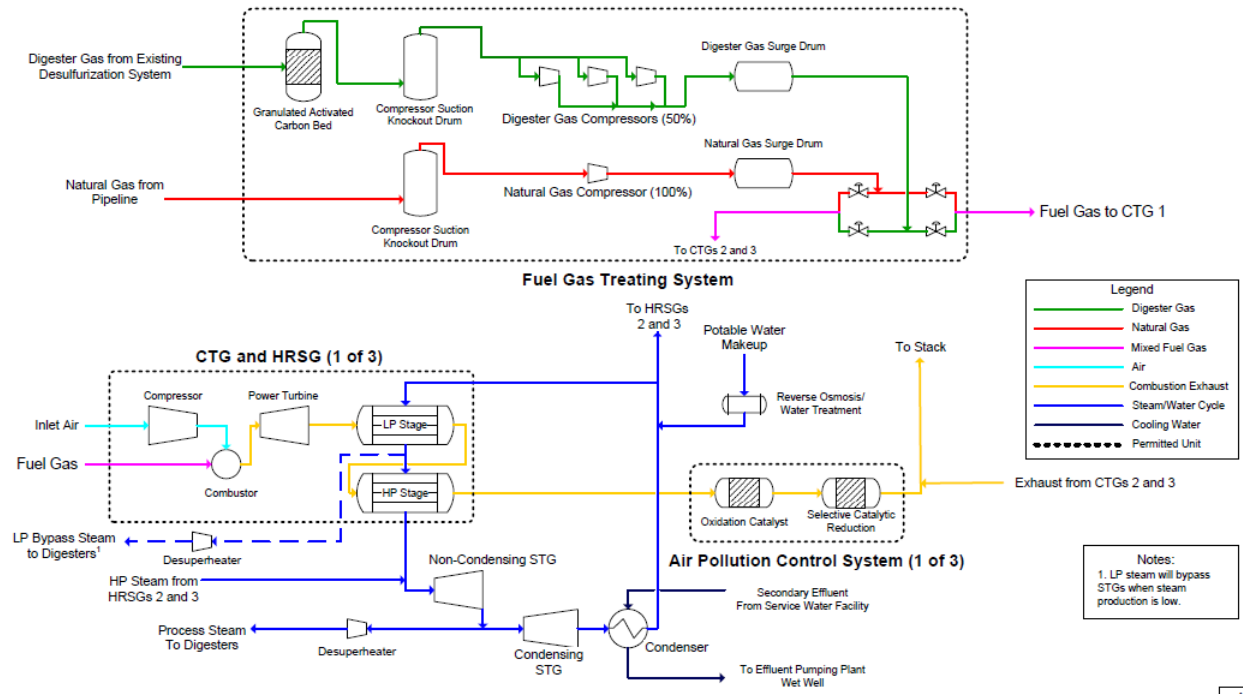 Digester Gas from Existing
Desulfurization System
Granulated Activated
Carbon Bed
Compressor Suction
Knockout Drum
Digester Gas Compressors (50%)
Digester Gas Surge Drum
Natural Gas from
Pipeline
Compressor Suction
Knockout Drum
Natural Gas Compressor (100%)
Natural Gas Surge Drum
To CTGs 2 and 3
Fuel Gas to CTG 1
Fuel Gas Treating System
Legend
Digester Gas
Natural Gas
Mixed Fuel Gas
Air
Combustion Exhaust
Steam/Water Cycle
Cooling Water
Permitted Unit
CTG and HRSG (1 of 3)
Compressor
Power Turbine
Inlet Air
Fuel Gas
Combustor
LP Stage
HP Stage
To HRSGs
2 and 3
Potable Water
Makeup
Reverse Osmosis/
Water Treatment
To Stack
Exhaust from CTGs 2 and 3
Oxidation Catalyst
Selective Catalytic
Reduction
Air Pollution Control System (1 of 3)
LP Bypass Steam
to Digesters¹
Desuperheater
HP Steam from
HRSGs 2 and 3
Non-Condensing STG
Process Steam
To Digesters
Desuperheater
Condensing
STG
Condenser
Secondary Effluent
From Service Water Facility
To Effluent Pumping Plant
Wet Well
Notes:
1. LP steam will bypass
STGs when steam
production is low.